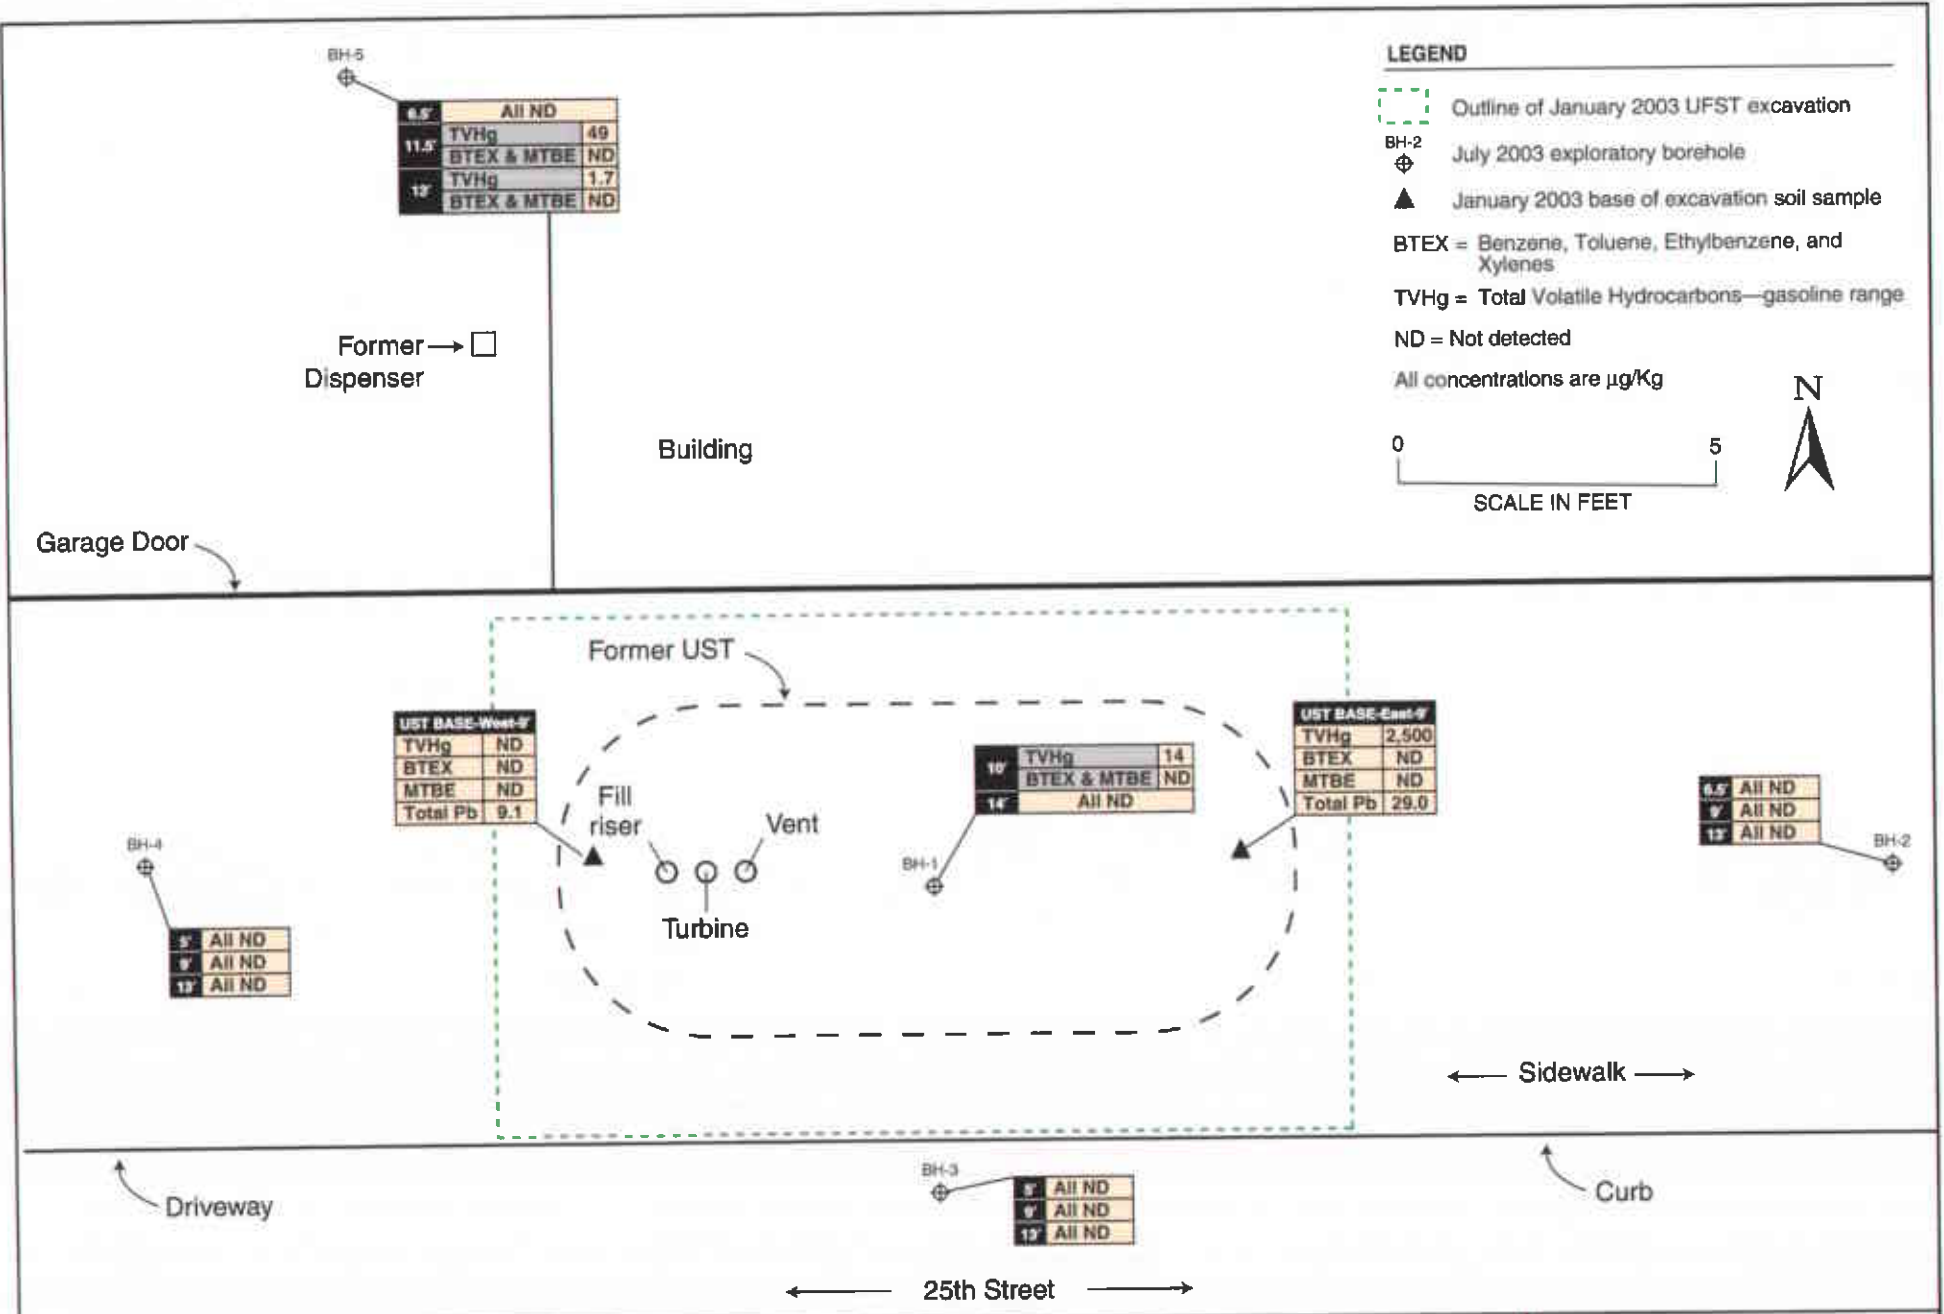 BH-5
6.5' All ND
11.5' TVHg 49
BTEX & MTBE ND
13' TVHg 1.7
BTEX & MTBE ND
LEGEND
Outline of January 2003 UFST excavation
BH-2
July 2003 exploratory borehole
January 2003 base of excavation soil sample
BTEX = Benzene, Toluene, Ethylbenzene, and
Xylenes
TVHg = Total Volatile Hydrocarbons—gasoline range
ND = Not detected
All concentrations are µg/Kg
N
0 5
SCALE IN FEET
Former
Dispenser
Building
Garage Door
Former UST
UST BASE-West-9'
TVHg ND
BTEX ND
MTBE ND
Total Pb 9.1
Fill
riser
Vent
Turbine
10' TVHg 14
BTEX & MTBE ND
14' All ND
BH-1
UST BASE-East-9'
TVHg 2,500
BTEX ND
MTBE ND
Total Pb 29.0
6.5' All ND
9' All ND
13' All ND
BH-2
BH-4
5' All ND
9' All ND
13' All ND
Sidewalk
Driveway
BH-3
5' All ND
9' All ND
13' All ND
Curb
25th Street